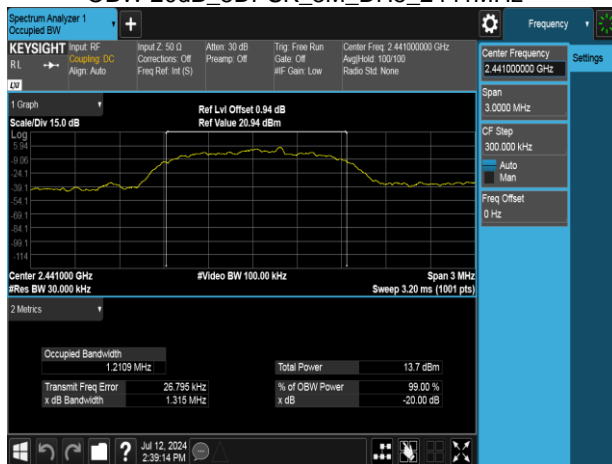 OBW 20dB_8DPSK_3M_DH5_2441MHz
Spectrum Analyzer 1
Occupied BW
+
Frequency
KEYSIGHT
RL
LXI
Input: RF
Coupling: DC
Align: Auto
Input Z: 50 Ω
Corrections: Off
Freq Ref: Int (S)
Atten: 30 dB
Preamp: Off
Trig: Free Run
Gate: Off
#IF Gain: Low
Center Freq: 2.441000000 GHz
Avg|Hold: 100/100
Radio Std: None
Center Frequency
2.441000000 GHz
Settings
Span
3.0000 MHz
CF Step
300.000 kHz
Auto
Man
Freq Offset
0 Hz
1 Graph
Scale/Div 15.0 dB
Ref Lvl Offset 0.94 dB
Ref Value 20.94 dBm
Log
5.94
-9.06
-24.1
-39.1
-54.1
-69.1
-84.1
-99.1
-114
Center 2.441000 GHz
#Video BW 100.00 kHz
Span 3 MHz
#Res BW 30.000 kHz
Sweep 3.20 ms (1001 pts)
2 Metrics
Occupied Bandwidth
1.2109 MHz
Total Power 13.7 dBm
Transmit Freq Error 26.795 kHz
% of OBW Power 99.00 %
x dB Bandwidth 1.315 MHz
x dB -20.00 dB
?
Jul 12, 2024
2:39:14 PM